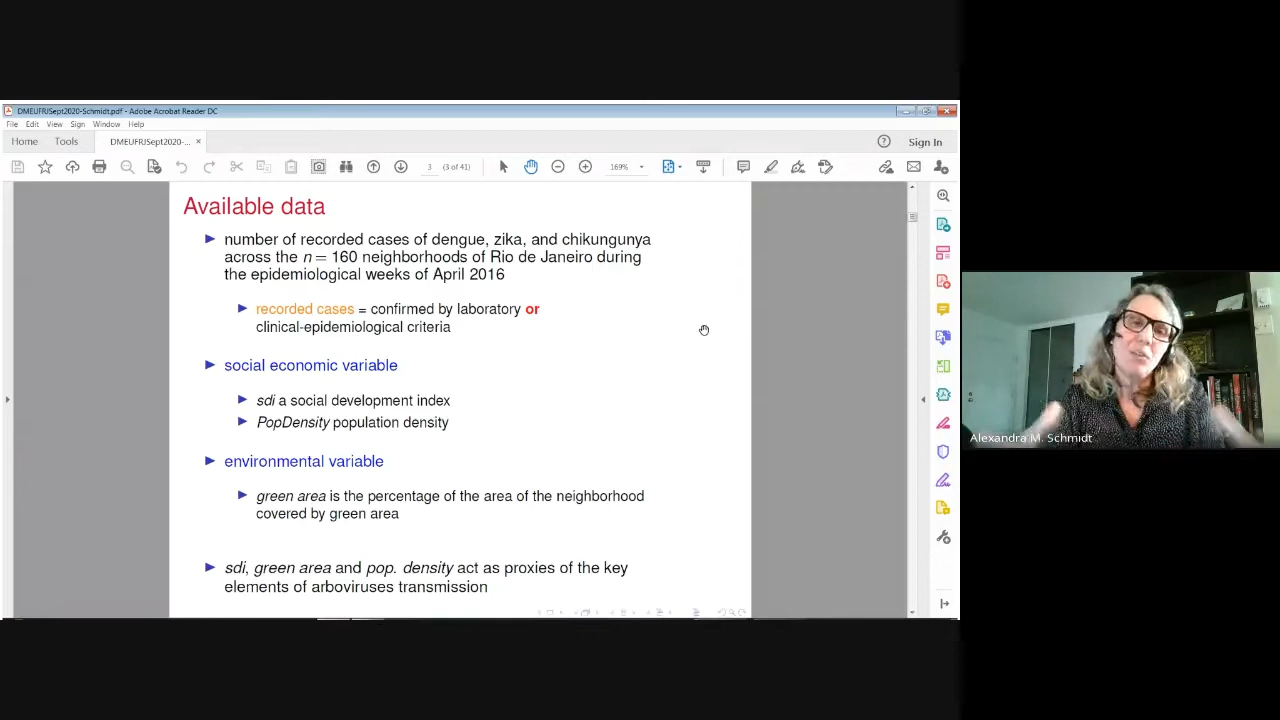 DMEUFRJSept2020-Schmidt.pdf - Adobe Acrobat Reader DC
File Edit View Sign Window Help
Home Tools DMEUFRJSept2020-... × Sign In
3 (3 of 41) 169%
Available data
number of recorded cases of dengue, zika, and chikungunya
across the n = 160 neighborhoods of Rio de Janeiro during
the epidemiological weeks of April 2016
recorded cases = confirmed by laboratory or
clinical-epidemiological criteria
social economic variable
sdi a social development index
PopDensity population density
environmental variable
green area is the percentage of the area of the neighborhood
covered by green area
sdi, green area and pop. density act as proxies of the key
elements of arboviruses transmission
Alexandra M. Schmidt